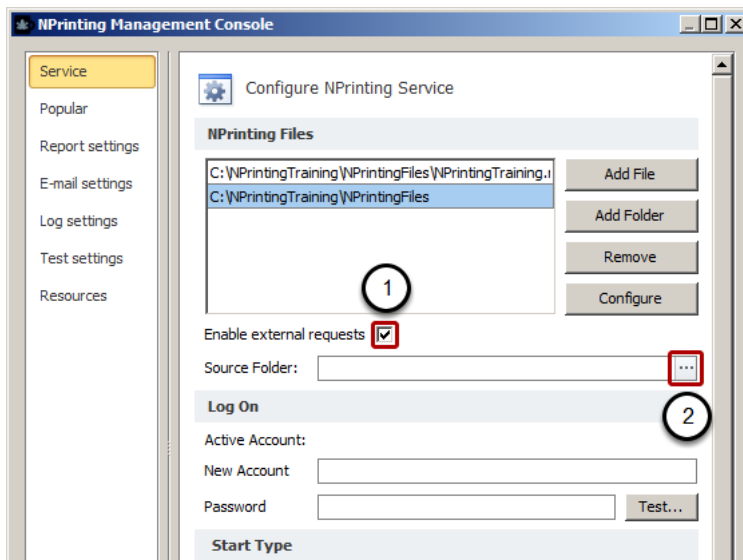 NPrinting Management Console
Service
Popular
Report settings
E-mail settings
Log settings
Test settings
Resources
Configure NPrinting Service
NPrinting Files
C:\NPrintingTraining\NPrintingFiles\NPrintingTraining.
C:\NPrintingTraining\NPrintingFiles
Add File
Add Folder
Remove
Configure
1
Enable external requests
Source Folder:
...
2
Log On
Active Account:
New Account
Password
Test...
Start Type